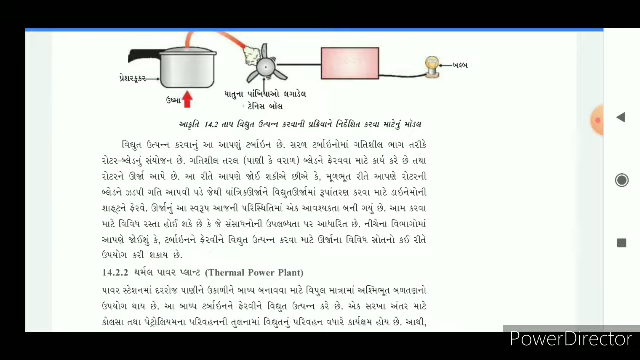 પ્રેશરકૂકર
ઉષ્મા
ધાતુના પાંખિયાઓ લગાડેલ
ટેનિસ બોલ
બલ્બ
આકૃતિ 14.2 તાપ વિદ્યુત ઉત્પન્ન કરવાની પ્રક્રિયાને નિર્દેશિત કરવા માટેનું મૉડલ
વિદ્યુત ઉત્પન્ન કરવાનું આ આપણું ટર્બાઇન છે. સરળ ટર્બાઇનોમાં ગતિશીલ ભાગ તરીકે
રોટર-બ્લેડનું સંયોજન છે. ગતિશીલ તરલ (પાણી કે વરાળ) બ્લેડને ફેરવવા માટે કાર્ય કરે છે તથા
રોટરને ઊર્જા આપે છે. આ રીતે આપણે જોઈ શકીએ છીએ કે, મૂળભૂત રીતે આપણે રોટરની
બ્લેડને ઝડપી ગતિ આપવી પડે જેથી યાંત્રિકઊર્જાને વિદ્યુતઊર્જામાં રૂપાંતરણ કરવા માટે ડાઇનેમોની
શાફ્ટને ફેરવે. ઊર્જાનું આ સ્વરૂપ આજની પરિસ્થિતિમાં એક આવશ્યકતા બની ગયું છે. આમ કરવા
માટે વિવિધ રસ્તા હોઈ શકે છે કે જે સંસાધનોની ઉપલબ્ધતા પર આધારિત છે. નીચેના વિભાગોમાં
આપણે જોઈશું કે, ટર્બાઇનને ફેરવીને વિદ્યુત ઉત્પન્ન કરવા માટે ઊર્જાના વિવિધ સ્રોતનો કઈ રીતે
ઉપયોગ કરી શકાય છે.
14.2.2 થર્મલ પાવર પ્લાન્ટ (Thermal Power Plant)
પાવર સ્ટેશનમાં દરરોજ પાણીને ઉકાળીને બાષ્પ બનાવવા માટે વિપુલ માત્રામાં અશ્મિભૂત બળતણનો
ઉપયોગ થાય છે. આ બાષ્પ ટર્બાઇનને ફેરવીને વિદ્યુત ઉત્પન્ન કરે છે. એક સરખા અંતર માટે
કોલસા તથા પેટ્રોલિયમના પરિવહનની તુલનામાં વિદ્યુતનું પરિવહન વધારે કાર્યક્ષમ હોય છે. આથી,
PowerDirector